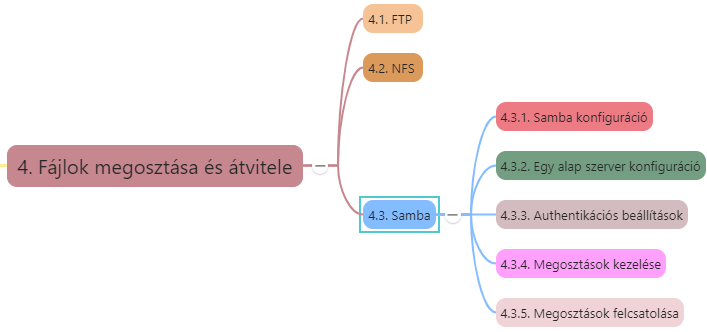 4. Fájlok megosztása és átvitele
4.1. FTP
4.2. NFS
4.3. Samba
4.3.1. Samba konfiguráció
4.3.2. Egy alap szerver konfiguráció
4.3.3. Authentikációs beállítások
4.3.4. Megosztások kezelése
4.3.5. Megosztások felcsatolása